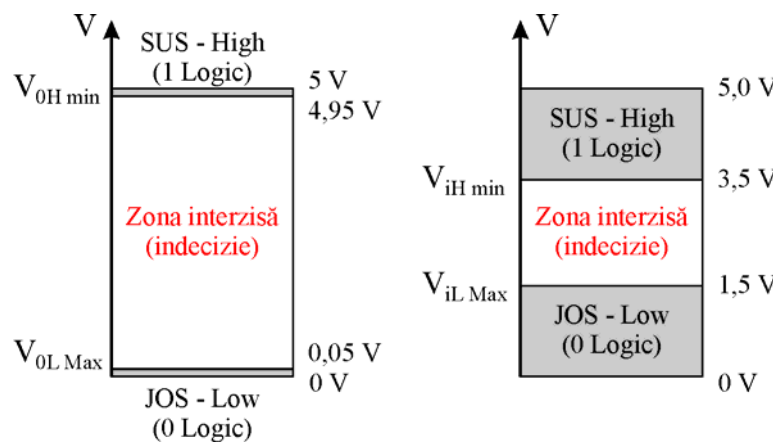 V
SUS - High
(1 Logic)
V0H min
5 V
4,95 V
Zona interzisă
(indecizie)
V0L Max
0,05 V
0 V
JOS - Low
(0 Logic)
V
5,0 V
SUS - High
(1 Logic)
ViH min
3,5 V
Zona interzisă
(indecizie)
ViL Max
1,5 V
JOS - Low
(0 Logic)
0 V